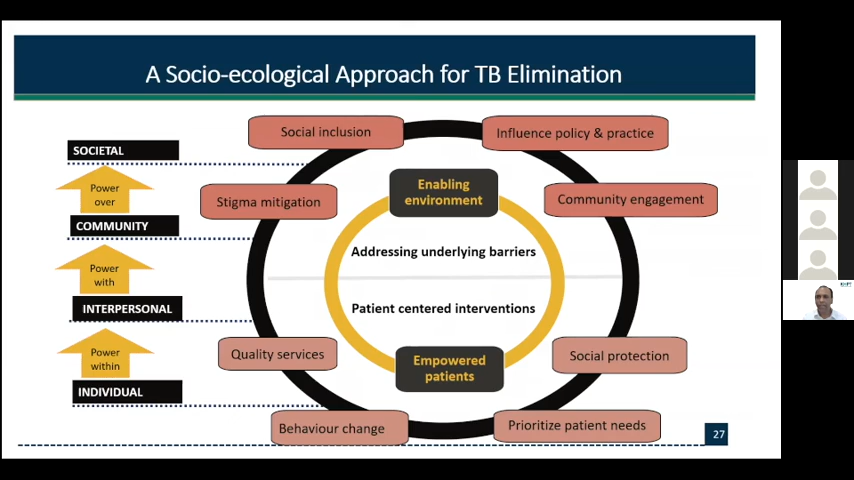 A Socio-ecological Approach for TB Elimination
SOCIETAL
Power
over
COMMUNITY
Power
with
INTERPERSONAL
Power
within
INDIVIDUAL
Social inclusion
Influence policy & practice
Stigma mitigation
Enabling
environment
Community engagement
Addressing underlying barriers
Patient centered interventions
Quality services
Empowered
patients
Social protection
Behaviour change
Prioritize patient needs
27